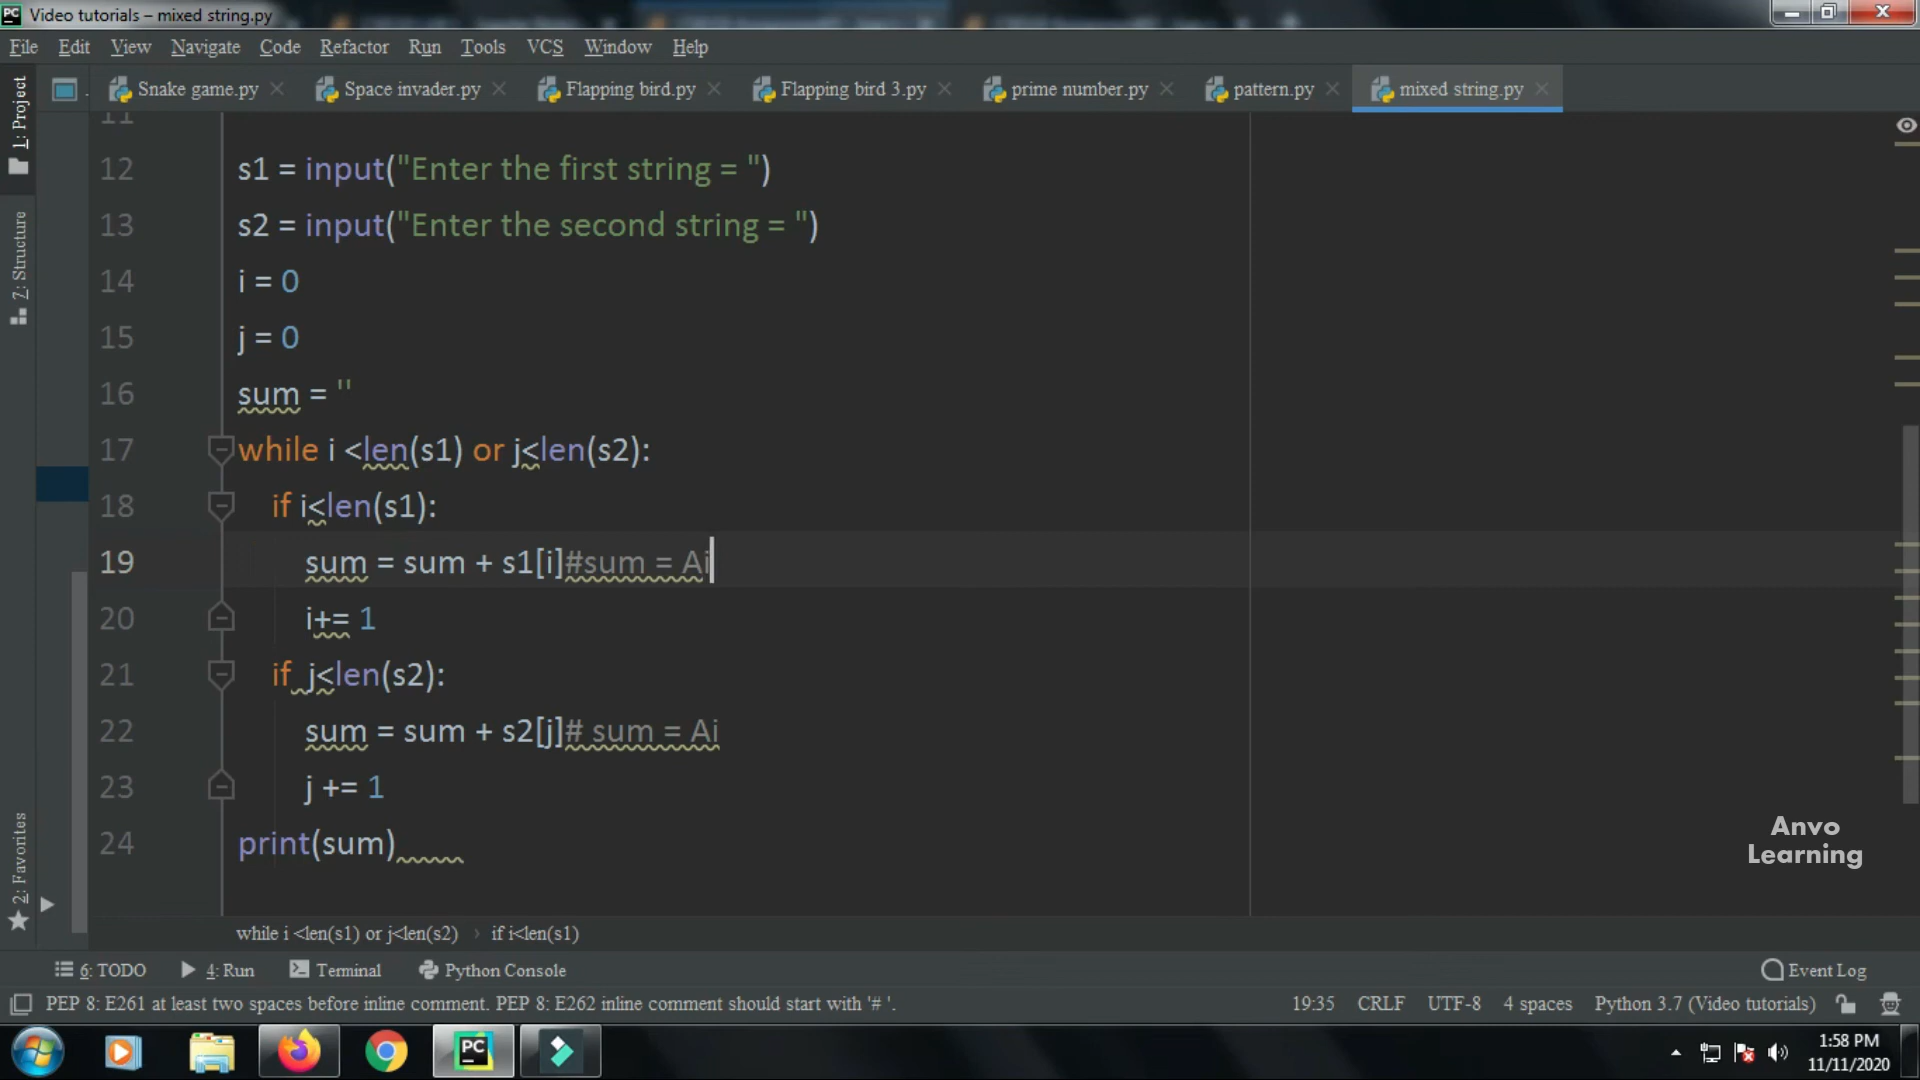 Video tutorials – mixed string.py
File Edit View Navigate Code Refactor Run Tools VCS Window Help
Snake game.py Space invader.py Flapping bird.py Flapping bird 3.py prime number.py pattern.py mixed string.py
1: Project
7: Structure
2: Favorites
11
12 s1 = input("Enter the first string = ")
13 s2 = input("Enter the second string = ")
14 i = 0
15 j = 0
16 sum = ''
17 while i <len(s1) or j<len(s2):
18 if i<len(s1):
19 sum = sum + s1[i]#sum = Ai
20 i+= 1
21 if j<len(s2):
22 sum = sum + s2[j]# sum = Ai
23 j += 1
24 print(sum)
Anvo
Learning
while i <len(s1) or j<len(s2) › if i<len(s1)
6: TODO 4: Run Terminal Python Console Event Log
PEP 8: E261 at least two spaces before inline comment. PEP 8: E262 inline comment should start with '# '. 19:35 CRLF UTF-8 4 spaces Python 3.7 (Video tutorials)
PC
1:58 PM
11/11/2020